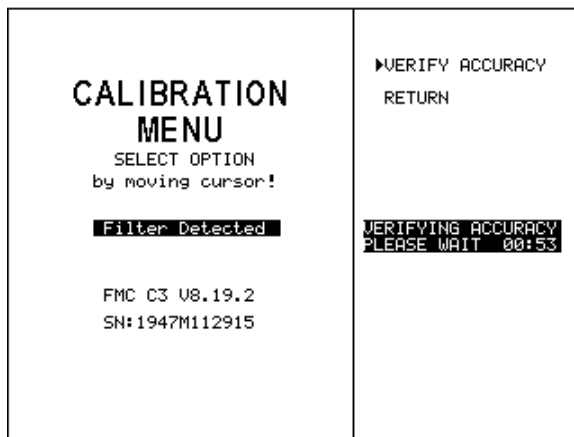 CALIBRATION
MENU
SELECT OPTION
by moving cursor!
Filter Detected
FMC C3 V8.19.2
SN:1947M112915
VERIFY ACCURACY
RETURN
VERIFYING ACCURACY
PLEASE WAIT 00:53